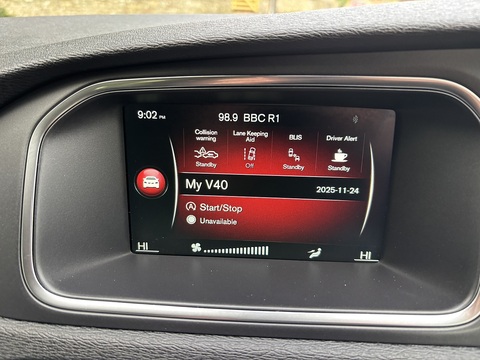 9:02 PM 98.9 BBC R1
Collision warning Lane Keeping Aid BLIS Driver Alert
Standby Off Standby Standby
My V40 2025-11-24
Start/Stop
Unavailable
HI HI